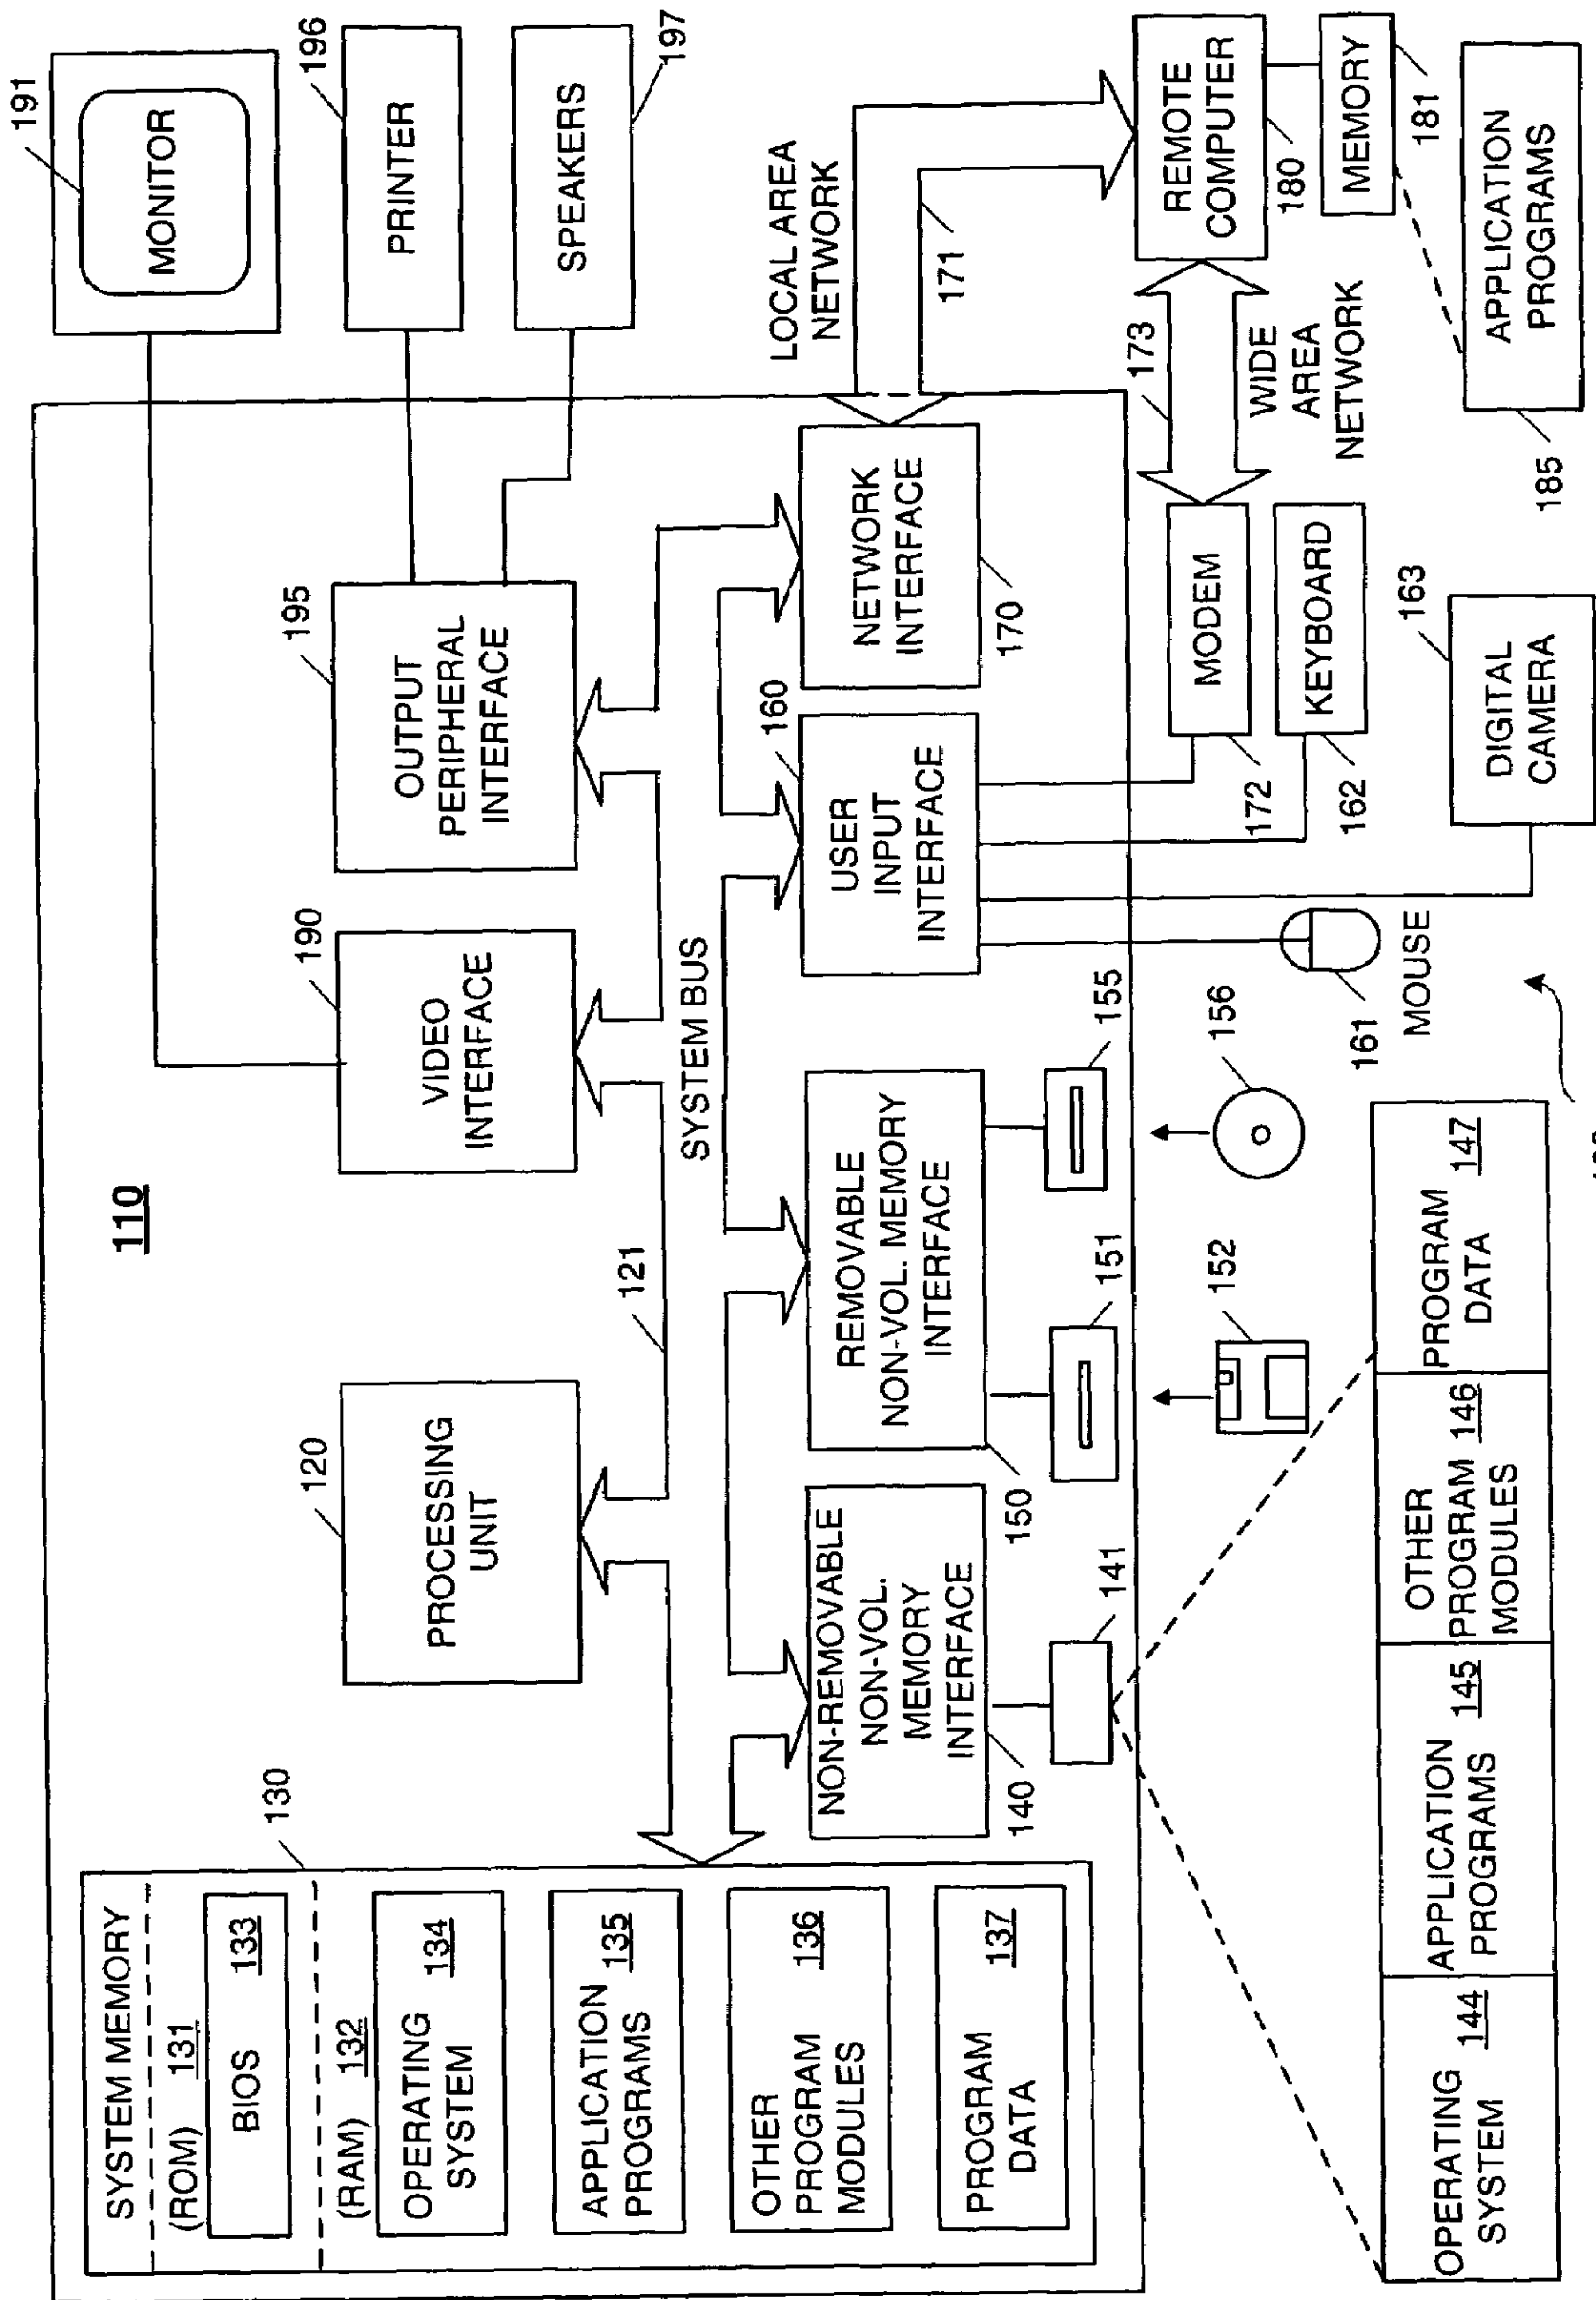 110
SYSTEM MEMORY
(ROM) 131
BIOS 133
(RAM) 132
OPERATING
SYSTEM 134
APPLICATION
PROGRAMS 135
OTHER
PROGRAM
MODULES 136
PROGRAM
DATA 137
130
120
PROCESSING
UNIT
121
190
VIDEO
INTERFACE
195
OUTPUT
PERIPHERAL
INTERFACE
191
MONITOR
196
PRINTER
SPEAKERS
197
SYSTEM BUS
NON-REMOVABLE
NON-VOL.
MEMORY
INTERFACE
140
141
REMOVABLE
NON-VOL. MEMORY
INTERFACE
150
151
152
155
156
160
USER
INPUT
INTERFACE
NETWORK
INTERFACE
170
LOCAL AREA
NETWORK
171
173
WIDE
AREA
NETWORK
MODEM
172
KEYBOARD
162
161
MOUSE
163
DIGITAL
CAMERA
REMOTE
COMPUTER
180
MEMORY
181
APPLICATION
PROGRAMS
185
OPERATING
SYSTEM 144
APPLICATION
PROGRAMS 145
OTHER
PROGRAM 146
MODULES
PROGRAM
DATA 147